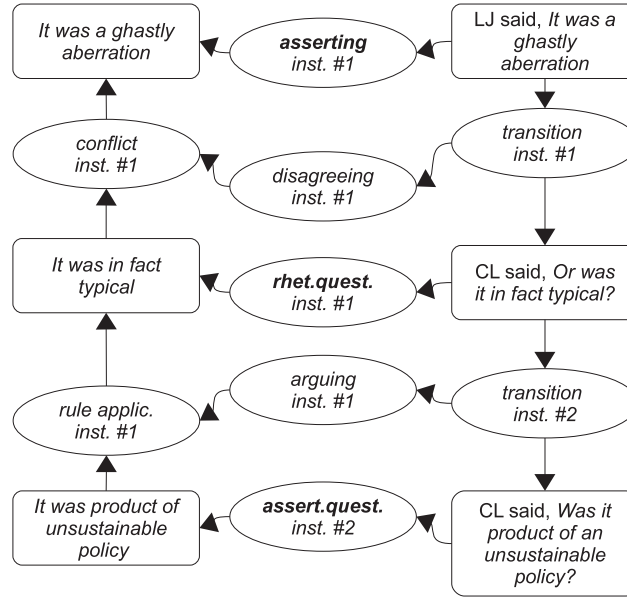 It was a ghastly
aberration
asserting
inst. #1
LJ said, It was a
ghastly
aberration
conflict
inst. #1
disagreeing
inst. #1
transition
inst. #1
It was in fact
typical
rhet.quest.
inst. #1
CL said, Or was
it in fact typical?
rule applic.
inst. #1
arguing
inst. #1
transition
inst. #2
It was product of
unsustainable
policy
assert.quest.
inst. #2
CL said, Was it
product of an
unsustainable
policy?